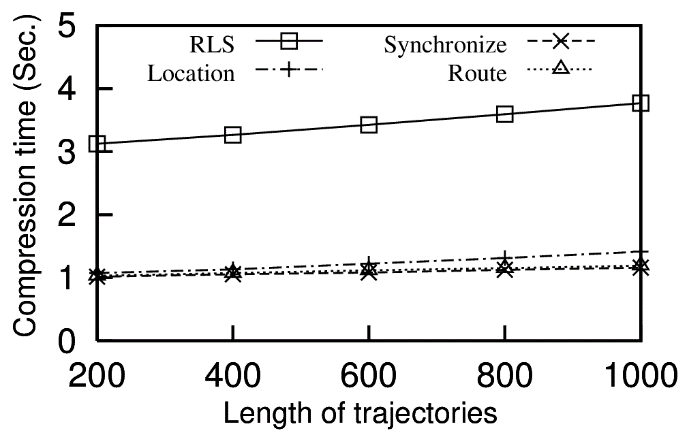 5
RLS Synchronize
Location Route
4
3
2
1
0
200 400 600 800 1000
Length of trajectories
Compression time (Sec.)